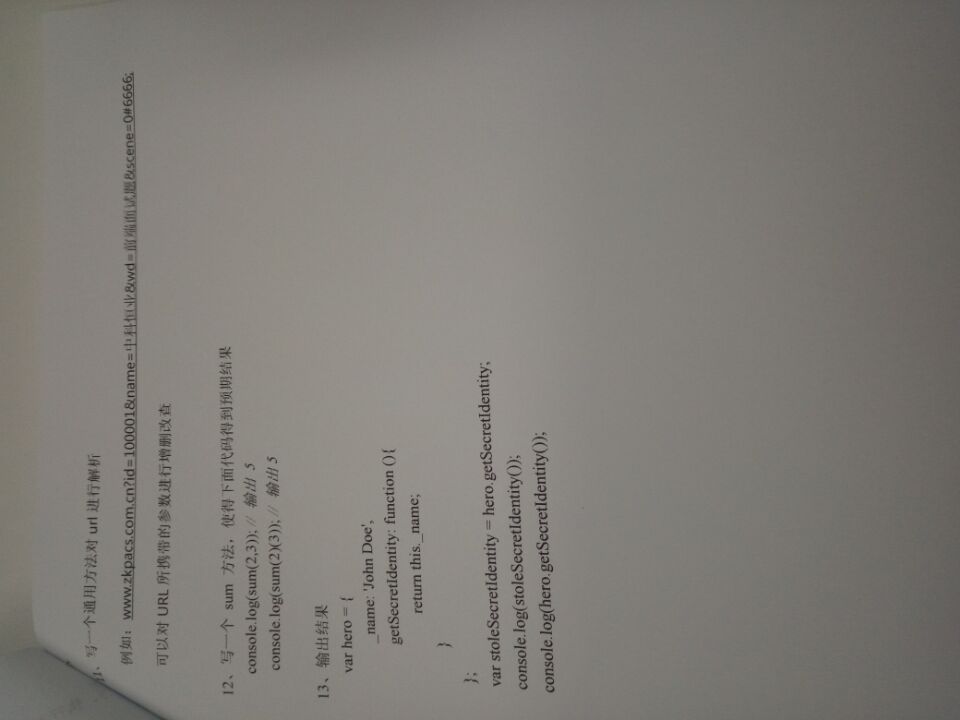 11、写一个通用方法对 url 进行解析
例如：www.zkpacs.com.cn?id=100001&name=中科恒业&wd=前端面试题&scene=0#6666;
可以对 URL 所携带的参数进行增删改查
12、写一个 sum 方法，使得下面代码得到预期结果
console.log(sum(2,3)); // 输出 5
console.log(sum(2)(3)); // 输出 5
13、输出结果
var hero = {
_name: 'John Doe',
getSecretIdentity: function (){
return this._name;
}
};
var stoleSecretIdentity = hero.getSecretIdentity;
console.log(stoleSecretIdentity());
console.log(hero.getSecretIdentity());